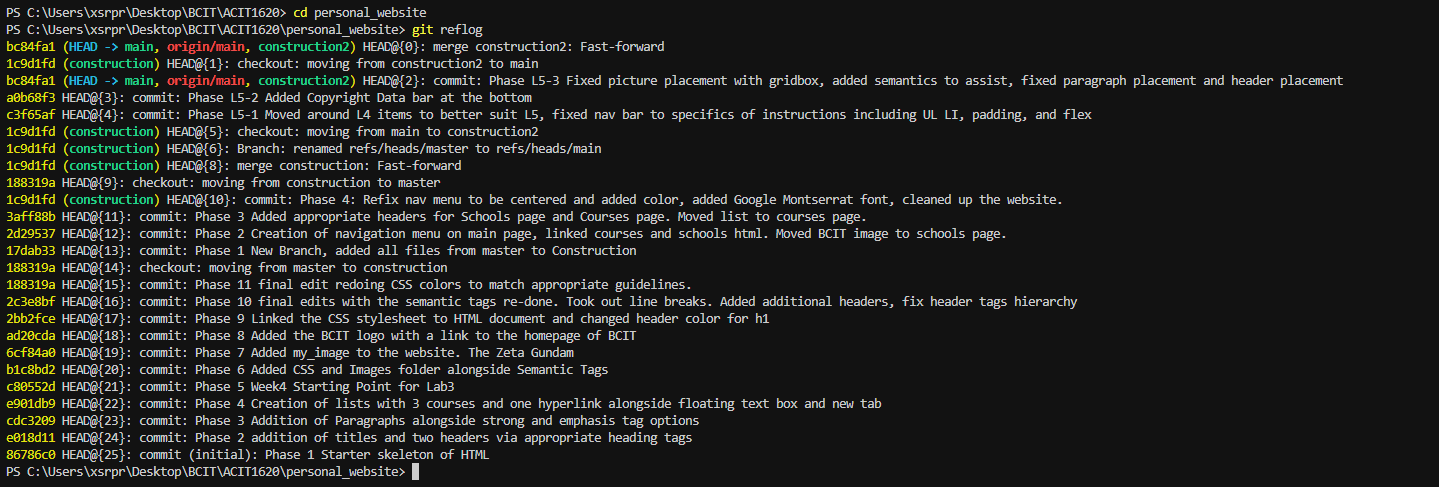 PS C:\Users\xsrpr\Desktop\BCIT\ACIT1620> cd personal_website
PS C:\Users\xsrpr\Desktop\BCIT\ACIT1620\personal_website> git reflog
bc84fa1 (HEAD -> main, origin/main, construction2) HEAD@{0}: merge construction2: Fast-forward
1c9d1fd (construction) HEAD@{1}: checkout: moving from construction2 to main
bc84fa1 (HEAD -> main, origin/main, construction2) HEAD@{2}: commit: Phase L5-3 Fixed picture placement with gridbox, added semantics to assist, fixed paragraph placement and header placement
a0b68f3 HEAD@{3}: commit: Phase L5-2 Added Copyright Data bar at the bottom
c3f65af HEAD@{4}: commit: Phase L5-1 Moved around L4 items to better suit L5, fixed nav bar to specifics of instructions including UL LI, padding, and flex
1c9d1fd (construction) HEAD@{5}: checkout: moving from main to construction2
1c9d1fd (construction) HEAD@{6}: Branch: renamed refs/heads/master to refs/heads/main
1c9d1fd (construction) HEAD@{8}: merge construction: Fast-forward
188319a HEAD@{9}: checkout: moving from construction to master
1c9d1fd (construction) HEAD@{10}: commit: Phase 4: Refix nav menu to be centered and added color, added Google Montserrat font, cleaned up the website.
3aff88b HEAD@{11}: commit: Phase 3 Added appropriate headers for Schools page and Courses page. Moved list to courses page.
2d29537 HEAD@{12}: commit: Phase 2 Creation of navigation menu on main page, linked courses and schools html. Moved BCIT image to schools page.
17dab33 HEAD@{13}: commit: Phase 1 New Branch, added all files from master to Construction
188319a HEAD@{14}: checkout: moving from master to construction
188319a HEAD@{15}: commit: Phase 11 final edit redoing CSS colors to match appropriate guidelines.
2c3e8bf HEAD@{16}: commit: Phase 10 final edits with the semantic tags re-done. Took out line breaks. Added additional headers, fix header tags hierarchy
2bb2fce HEAD@{17}: commit: Phase 9 Linked the CSS stylesheet to HTML document and changed header color for h1
ad20cda HEAD@{18}: commit: Phase 8 Added the BCIT logo with a link to the homepage of BCIT
6cf84a0 HEAD@{19}: commit: Phase 7 Added my_image to the website. The Zeta Gundam
b1c8bd2 HEAD@{20}: commit: Phase 6 Added CSS and Images folder alongside Semantic Tags
c80552d HEAD@{21}: commit: Phase 5 Week4 Starting Point for Lab3
e901db9 HEAD@{22}: commit: Phase 4 Creation of lists with 3 courses and one hyperlink alongside floating text box and new tab
cdc3209 HEAD@{23}: commit: Phase 3 Addition of Paragraphs alongside strong and emphasis tag options
e018d11 HEAD@{24}: commit: Phase 2 addition of titles and two headers via appropriate heading tags
86786c0 HEAD@{25}: commit (initial): Phase 1 Starter skeleton of HTML
PS C:\Users\xsrpr\Desktop\BCIT\ACIT1620\personal_website>